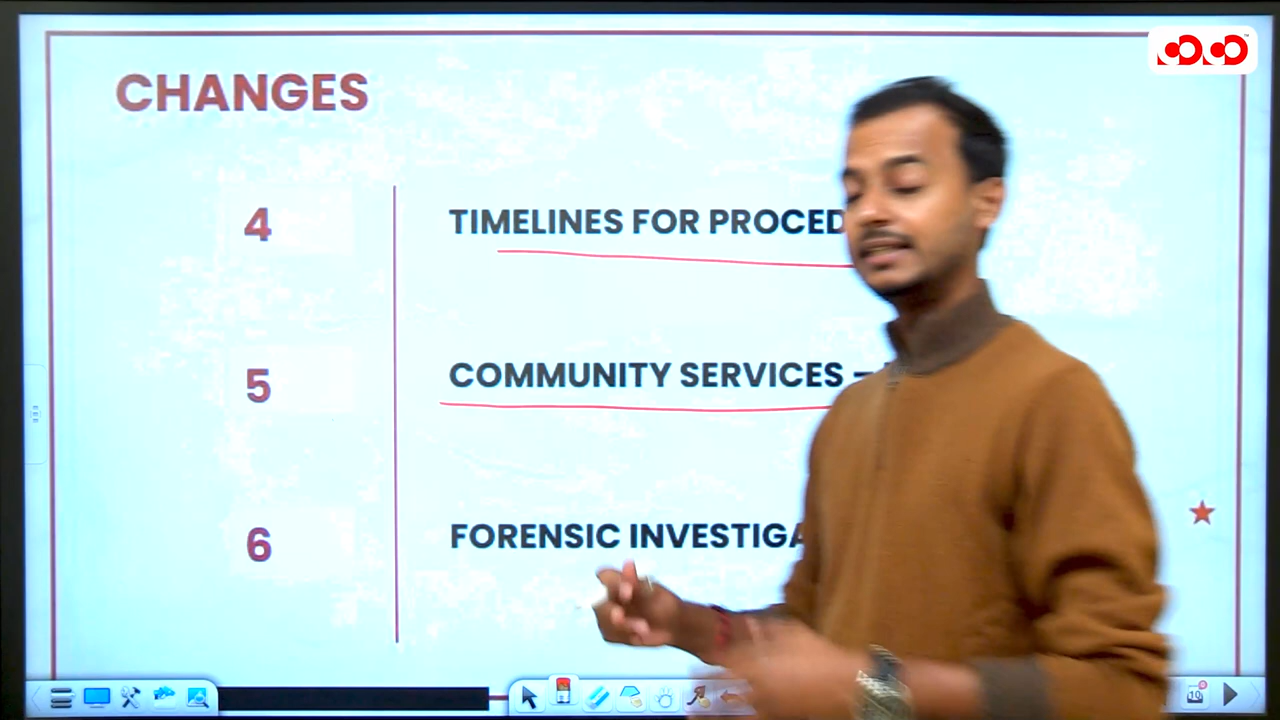 CHANGES
4
TIMELINES FOR PROCED
5
COMMUNITY SERVICES –
6
FORENSIC INVESTIGA